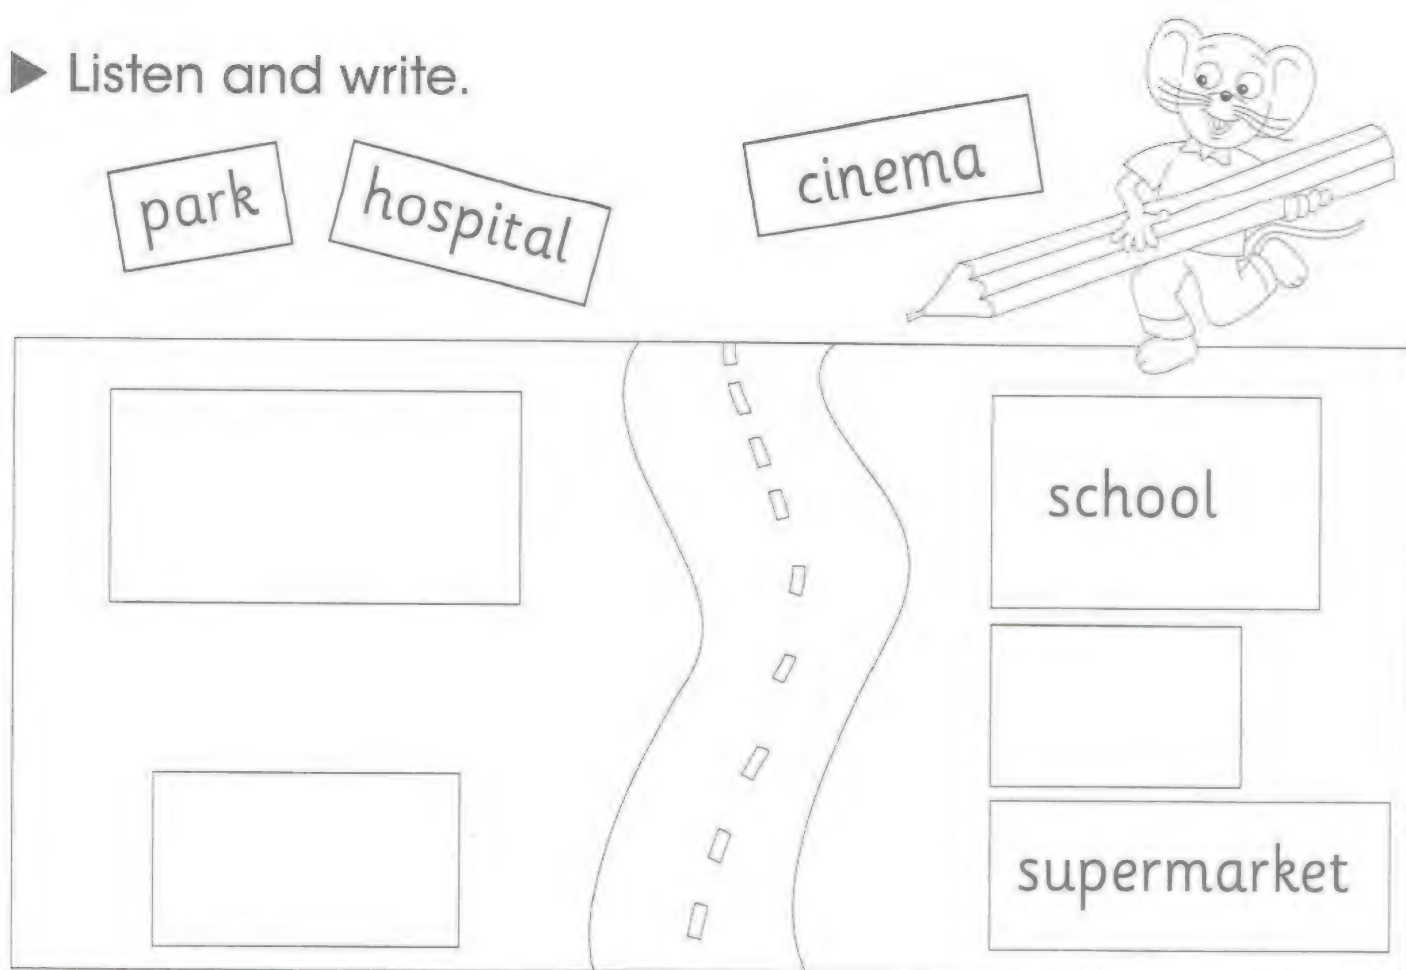 Listen and write.
park
hospital
cinema
school
supermarket